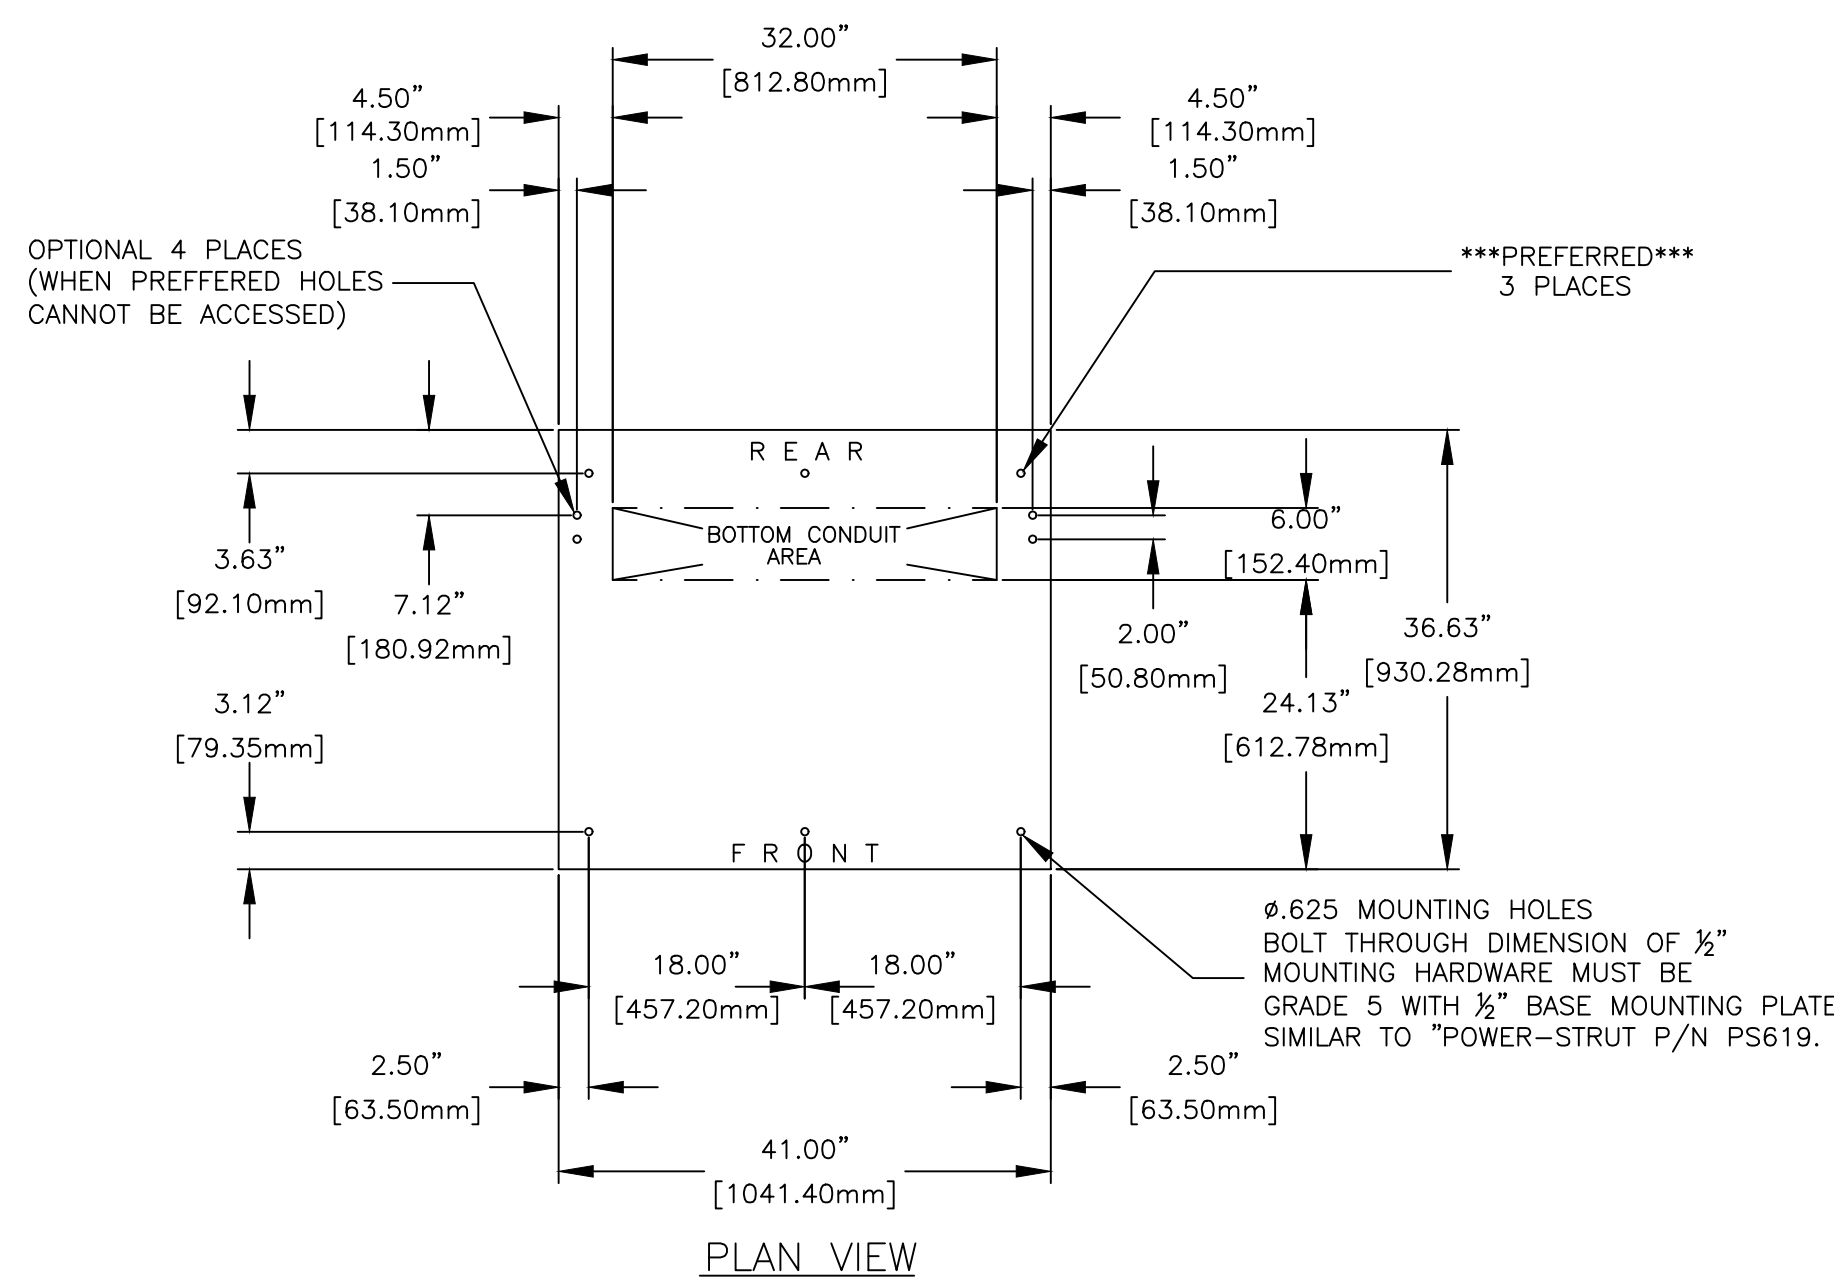 32.00”
[812.80mm]
4.50”
[114.30mm]
4.50”
[114.30mm]
1.50”
[38.10mm]
1.50”
[38.10mm]
OPTIONAL 4 PLACES
(WHEN PREFFERED HOLES
CANNOT BE ACCESSED)
***PREFERRED***
3 PLACES
REAR
BOTTOM CONDUIT
AREA
6.00”
[152.40mm]
3.63”
[92.10mm]
7.12”
[180.92mm]
2.00”
[50.80mm]
36.63”
[930.28mm]
3.12”
[79.35mm]
24.13”
[612.78mm]
FRONT
ø.625 MOUNTING HOLES
BOLT THROUGH DIMENSION OF ½”
MOUNTING HARDWARE MUST BE
GRADE 5 WITH ½” BASE MOUNTING PLATE
SIMILAR TO ”POWER–STRUT P/N PS619.
18.00”
[457.20mm]
18.00”
[457.20mm]
2.50”
[63.50mm]
2.50”
[63.50mm]
41.00”
[1041.40mm]
PLAN VIEW